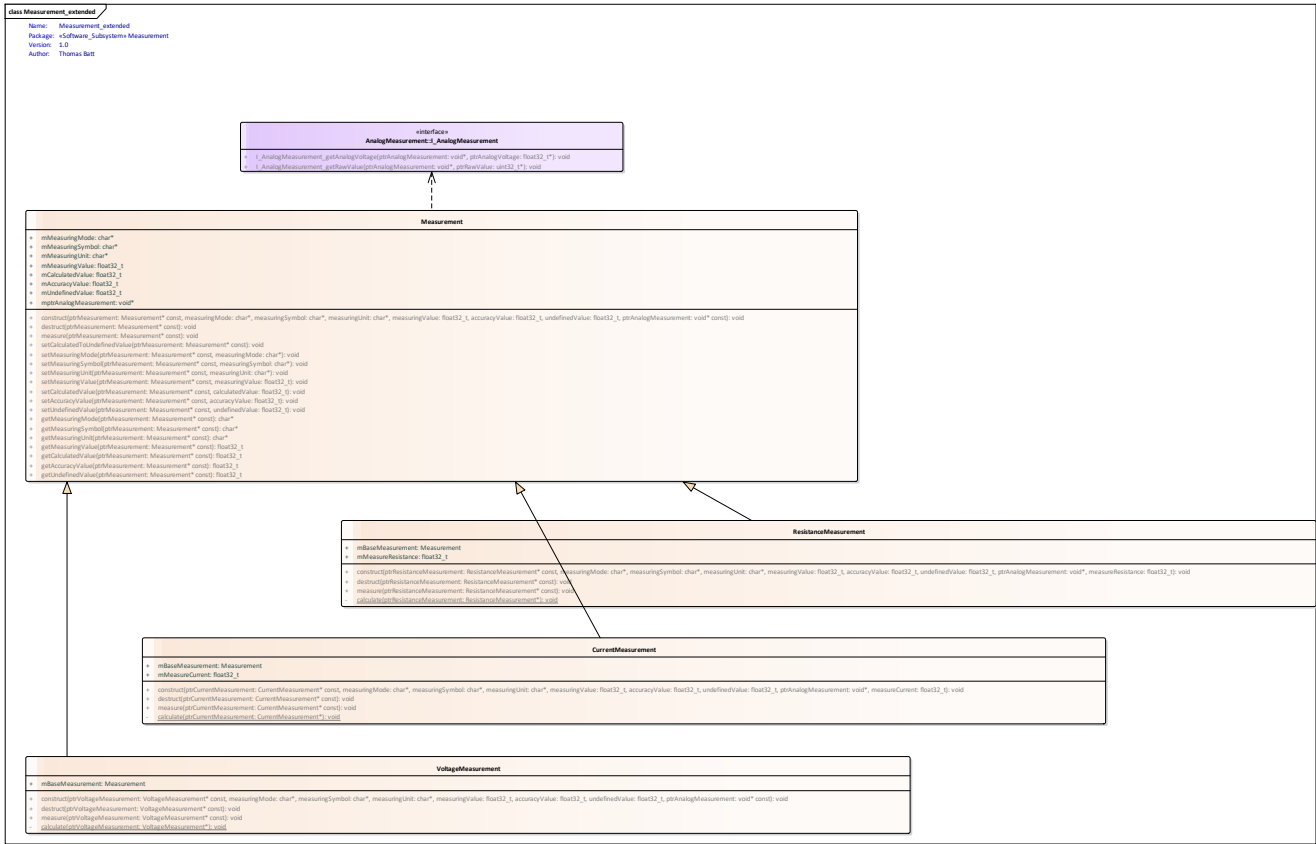 class Measurement_extended
Name: Measurement_extended
Package: «Software_Subsystem» Measurement
Version: 1.0
Author: Thomas Batt
«interface»
AnalogMeasurement::I_AnalogMeasurement
+ I_AnalogMeasurement_getAnalogVoltage(ptrAnalogMeasurement: void*, ptrAnalogVoltage: float32_t*): void
+ I_AnalogMeasurement_getRawValue(ptrAnalogMeasurement: void*, ptrRawValue: uint32_t*): void
Measurement
+ mMeasuringMode: char*
+ mMeasuringSymbol: char*
+ mMeasuringUnit: char*
+ mMeasuringValue: float32_t
+ mCalculatedValue: float32_t
+ mAccuracyValue: float32_t
+ mUndefinedValue: float32_t
+ mptrAnalogMeasurement: void*
+ construct(ptrMeasurement: Measurement* const, measuringMode: char*, measuringSymbol: char*, measuringUnit: char*, measuringValue: float32_t, accuracyValue: float32_t, undefinedValue: float32_t, ptrAnalogMeasurement: void* const): void
+ destruct(ptrMeasurement: Measurement* const): void
+ measure(ptrMeasurement: Measurement* const): void
+ setCalculatedToUndefinedValue(ptrMeasurement: Measurement* const): void
+ setMeasuringMode(ptrMeasurement: Measurement* const, measuringMode: char*): void
+ setMeasuringSymbol(ptrMeasurement: Measurement* const, measuringSymbol: char*): void
+ setMeasuringUnit(ptrMeasurement: Measurement* const, measuringUnit: char*): void
+ setMeasuringValue(ptrMeasurement: Measurement* const, measuringValue: float32_t): void
+ setCalculatedValue(ptrMeasurement: Measurement* const, calculatedValue: float32_t): void
+ setAccuracyValue(ptrMeasurement: Measurement* const, accuracyValue: float32_t): void
+ setUndefinedValue(ptrMeasurement: Measurement* const, undefinedValue: float32_t): void
+ getMeasuringMode(ptrMeasurement: Measurement* const): char*
+ getMeasuringSymbol(ptrMeasurement: Measurement* const): char*
+ getMeasuringUnit(ptrMeasurement: Measurement* const): char*
+ getMeasuringValue(ptrMeasurement: Measurement* const): float32_t
+ getCalculatedValue(ptrMeasurement: Measurement* const): float32_t
+ getAccuracyValue(ptrMeasurement: Measurement* const): float32_t
+ getUndefinedValue(ptrMeasurement: Measurement* const): float32_t
ResistanceMeasurement
+ mBaseMeasurement: Measurement
+ mMeasureResistance: float32_t
+ construct(ptrResistanceMeasurement: ResistanceMeasurement* const, measuringMode: char*, measuringSymbol: char*, measuringUnit: char*, measuringValue: float32_t, accuracyValue: float32_t, undefinedValue: float32_t, ptrAnalogMeasurement: void*, measureResistance: float32_t): void
+ destruct(ptrResistanceMeasurement: ResistanceMeasurement* const): void
+ measure(ptrResistanceMeasurement: ResistanceMeasurement* const): void
- calculate(ptrResistanceMeasurement: ResistanceMeasurement*): void
CurrentMeasurement
+ mBaseMeasurement: Measurement
+ mMeasureCurrent: float32_t
+ construct(ptrCurrentMeasurement: CurrentMeasurement* const, measuringMode: char*, measuringSymbol: char*, measuringUnit: char*, measuringValue: float32_t, accuracyValue: float32_t, undefinedValue: float32_t, ptrAnalogMeasurement: void*, measureCurrent: float32_t): void
+ destruct(ptrCurrentMeasurement: CurrentMeasurement* const): void
+ measure(ptrCurrentMeasurement: CurrentMeasurement* const): void
- calculate(ptrCurrentMeasurement: CurrentMeasurement*): void
VoltageMeasurement
+ mBaseMeasurement: Measurement
+ construct(ptrVoltageMeasurement: VoltageMeasurement* const, measuringMode: char*, measuringSymbol: char*, measuringUnit: char*, measuringValue: float32_t, accuracyValue: float32_t, undefinedValue: float32_t, ptrAnalogMeasurement: void* const): void
+ destruct(ptrVoltageMeasurement: VoltageMeasurement* const): void
+ measure(ptrVoltageMeasurement: VoltageMeasurement* const): void
- calculate(ptrVoltageMeasurement: VoltageMeasurement*): void